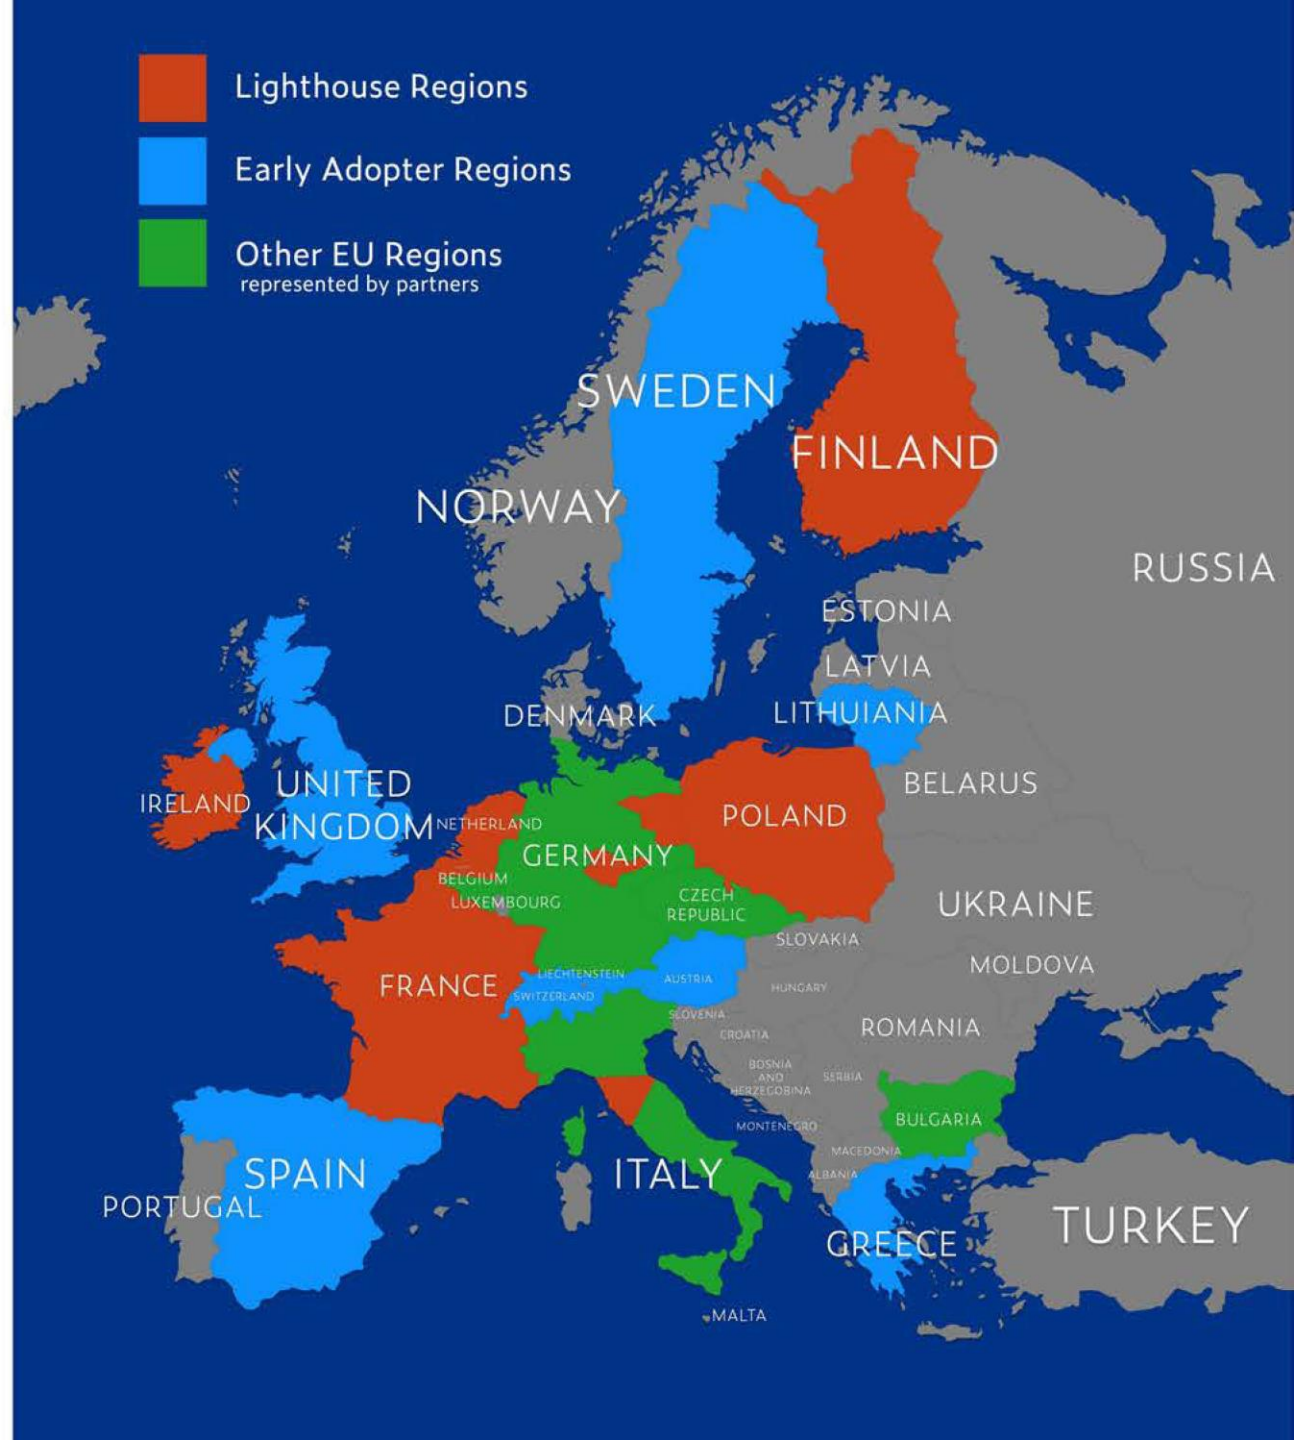 Lighthouse Regions
Early Adopter Regions
Other EU Regions
represented by partners
SWEDEN
FINLAND
NORWAY
RUSSIA
ESTONIA
LATVIA
DENMARK
LITHUIANIA
UNITED
KINGDOM
IRELAND
BELARUS
NETHERLAND
POLAND
GERMANY
BELGIUM
LUXEMBOURG
CZECH
REPUBLIC
UKRAINE
SLOVAKIA
MOLDOVA
FRANCE
LIECHTENSTEIN
SWITZERLAND
AUSTRIA
HUNGARY
SLOVENIA
CROATIA
ROMANIA
BOSNIA
AND
HERZEGOBINA
SERBIA
MONTENEGRO
BULGARIA
MACEDONIA
ALBANIA
SPAIN
ITALY
PORTUGAL
GREECE
TURKEY
MALTA